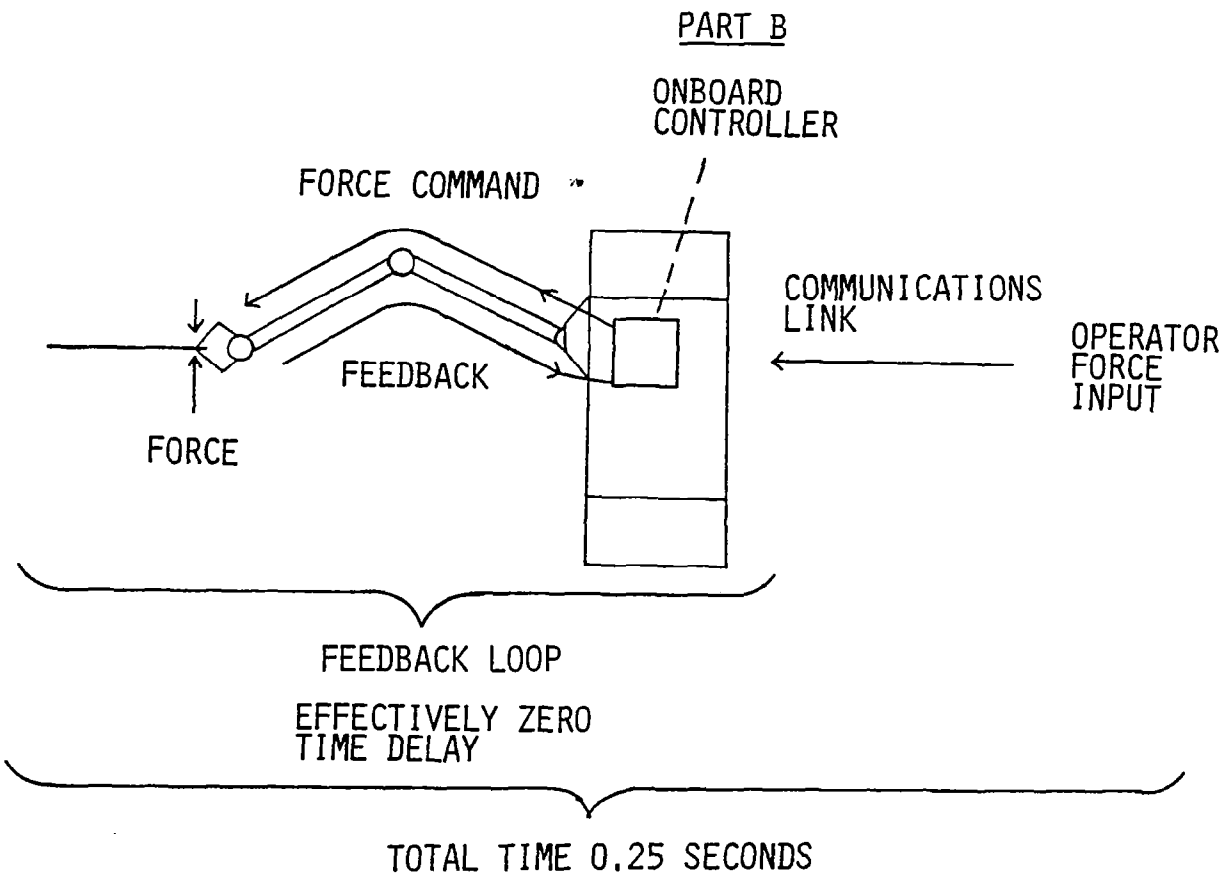 PART B
ONBOARD
CONTROLLER
FORCE COMMAND
COMMUNICATIONS
LINK
OPERATOR
FORCE
INPUT
FEEDBACK
FORCE
FEEDBACK LOOP
EFFECTIVELY ZERO
TIME DELAY
TOTAL TIME 0.25 SECONDS